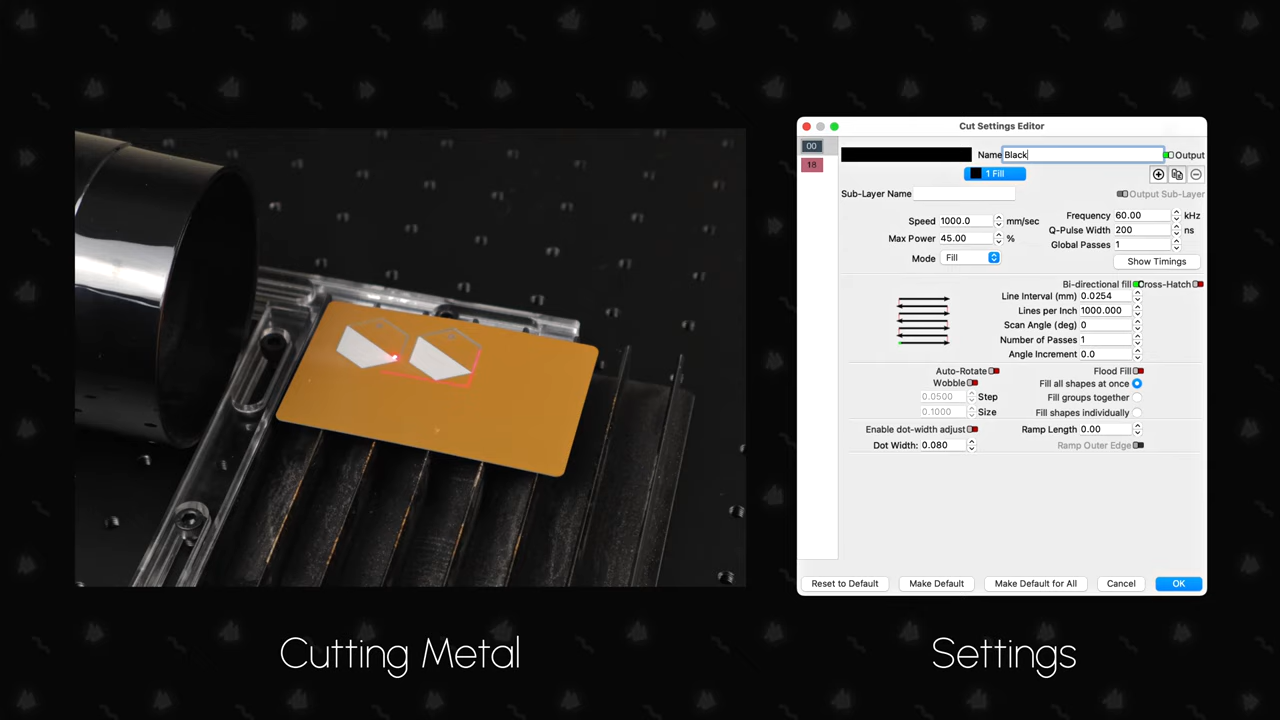 Cut Settings Editor
00
18
Name Black Output
1 Fill
Sub-Layer Name Output Sub-Layer
Speed 1000.0 mm/sec
Max Power 45.00 %
Mode Fill
Frequency 60.00 kHz
Q-Pulse Width 200 ns
Global Passes 1
Show Timings
Bi-directional fill Cross-Hatch
Line Interval (mm) 0.0254
Lines per Inch 1000.000
Scan Angle (deg) 0
Number of Passes 1
Angle Increment 0.0
Auto-Rotate Flood Fill
Wobble Fill all shapes at once
0.0500 Step Fill groups together
0.1000 Size Fill shapes individually
Enable dot-width adjust Ramp Length 0.00
Dot Width: 0.080 Ramp Outer Edge
Reset to Default Make Default Make Default for All Cancel OK
Cutting Metal Settings